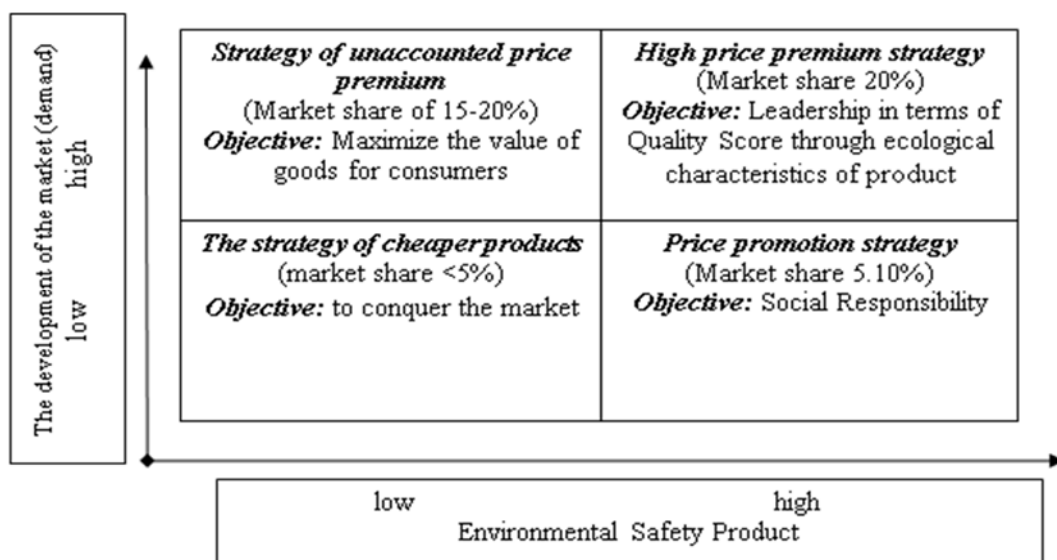 The development of the market (demand)
high
low
Strategy of unaccounted price
premium
(Market share of 15-20%)
Objective: Maximize the value of
goods for consumers
High price premium strategy
(Market share 20%)
Objective: Leadership in terms of
Quality Score through ecological
characteristics of product
The strategy of cheaper products
(market share <5%)
Objective: to conquer the market
Price promotion strategy
(Market share 5.10%)
Objective: Social Responsibility
low high
Environmental Safety Product